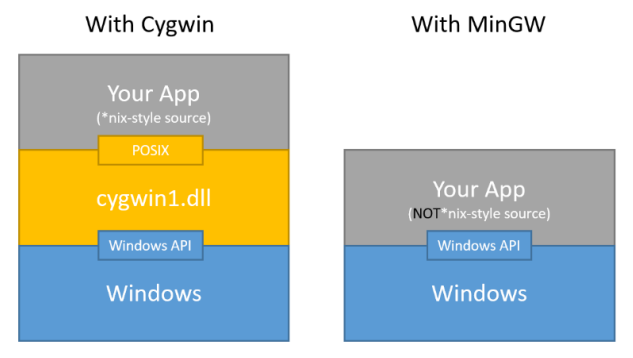 With Cygwin
Your App
(*nix-style source)
POSIX
cygwin1.dll
Windows API
Windows
With MinGW
Your App
(NOT*nix-style source)
Windows API
Windows